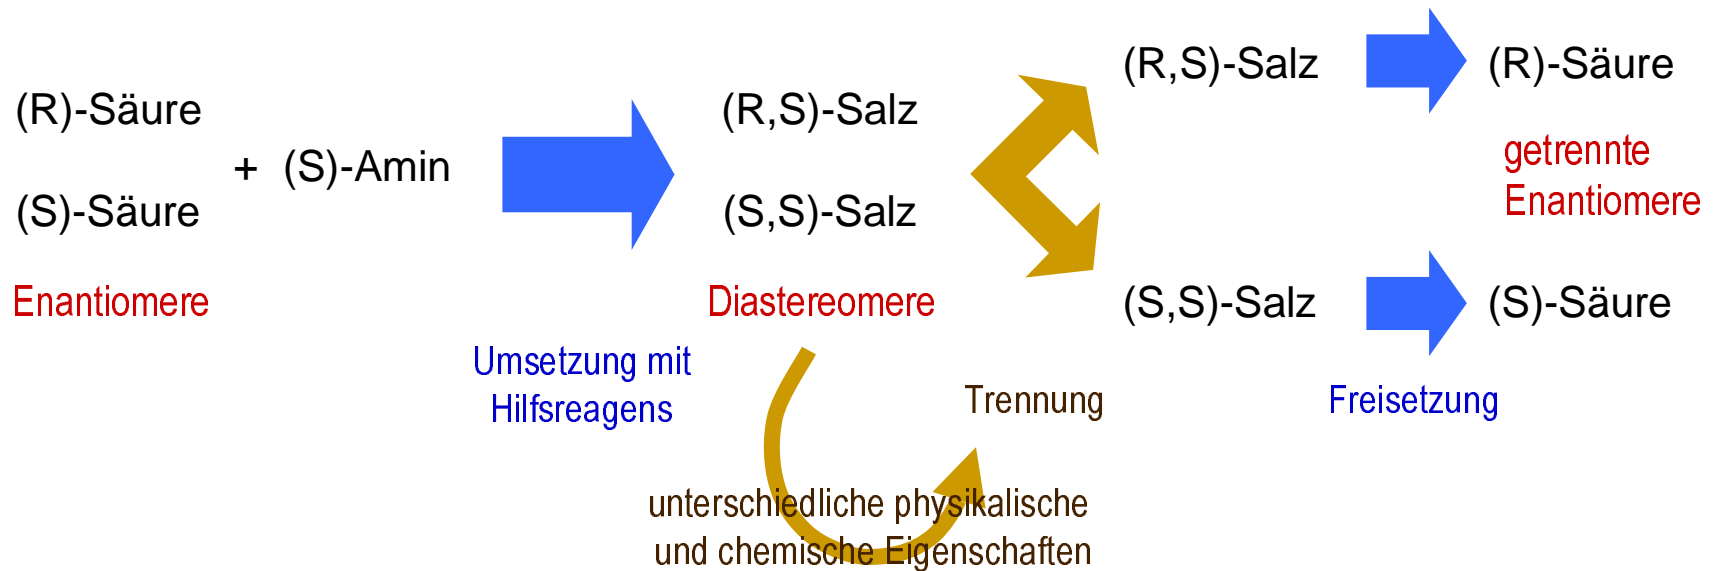 (R)-Säure
(S)-Säure
+ (S)-Amin
Enantiomere
Umsetzung mit
Hilfsreagens
(R,S)-Salz
(S,S)-Salz
Diastereomere
unterschiedliche physikalische
und chemische Eigenschaften
Trennung
(R,S)-Salz
(S,S)-Salz
Freisetzung
(R)-Säure
getrennte
Enantiomere
(S)-Säure